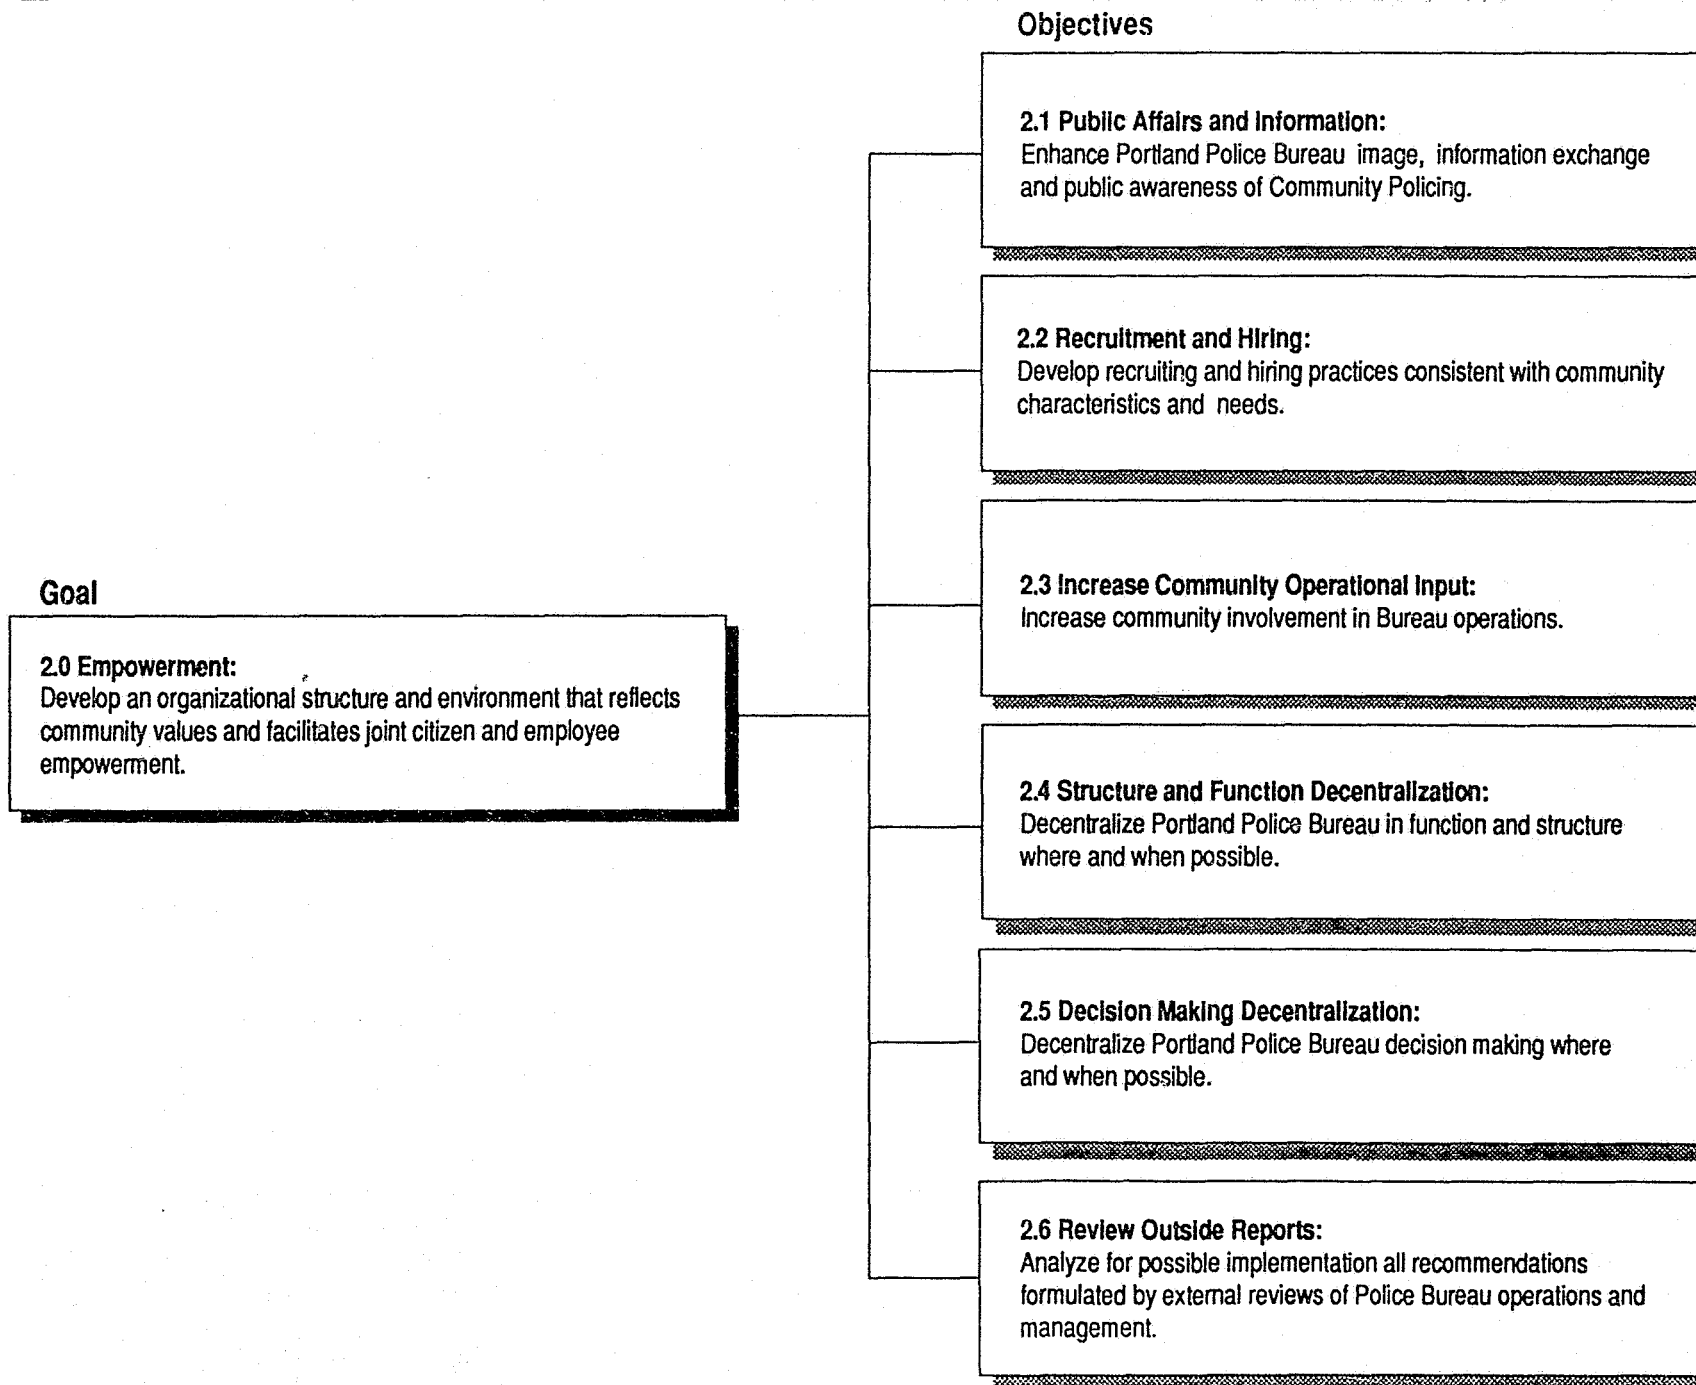 Objectives
2.1 Public Affairs and Information:
Enhance Portland Police Bureau image, information exchange
and public awareness of Community Policing.
2.2 Recruitment and Hiring:
Develop recruiting and hiring practices consistent with community
characteristics and needs.
2.3 Increase Community Operational Input:
Increase community involvement in Bureau operations.
Goal
2.0 Empowerment:
Develop an organizational structure and environment that reflects
community values and facilitates joint citizen and employee
empowerment.
2.4 Structure and Function Decentralization:
Decentralize Portland Police Bureau in function and structure
where and when possible.
2.5 Decision Making Decentralization:
Decentralize Portland Police Bureau decision making where
and when possible.
2.6 Review Outside Reports:
Analyze for possible implementation all recommendations
formulated by external reviews of Police Bureau operations and
management.